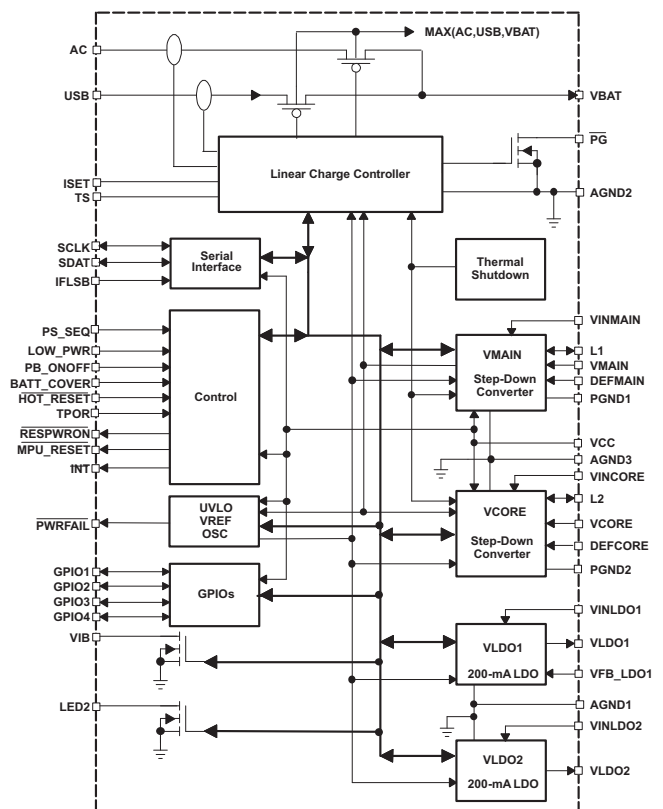 MAX(AC,USB,VBAT)
AC
USB
VBAT
PG
Linear Charge Controller
ISET
TS
AGND2
SCLK
SDAT
IFLSB
Serial
Interface
Thermal
Shutdown
PS_SEQ
LOW_PWR
PB_ONOFF
BATT_COVER
HOT_RESET
TPOR
RESPWRON
MPU_RESET
INT
Control
VINMAIN
VMAIN
Step-Down
Converter
L1
VMAIN
DEFMAIN
PGND1
VCC
AGND3
VINCORE
PWRFAIL
UVLO
VREF
OSC
VCORE
Step-Down
Converter
L2
VCORE
DEFCORE
PGND2
GPIO1
GPIO2
GPIO3
GPIO4
GPIOs
VINLDO1
VIB
VLDO1
200-mA LDO
VLDO1
VFB_LDO1
AGND1
LED2
VINLDO2
VLDO2
200-mA LDO
VLDO2